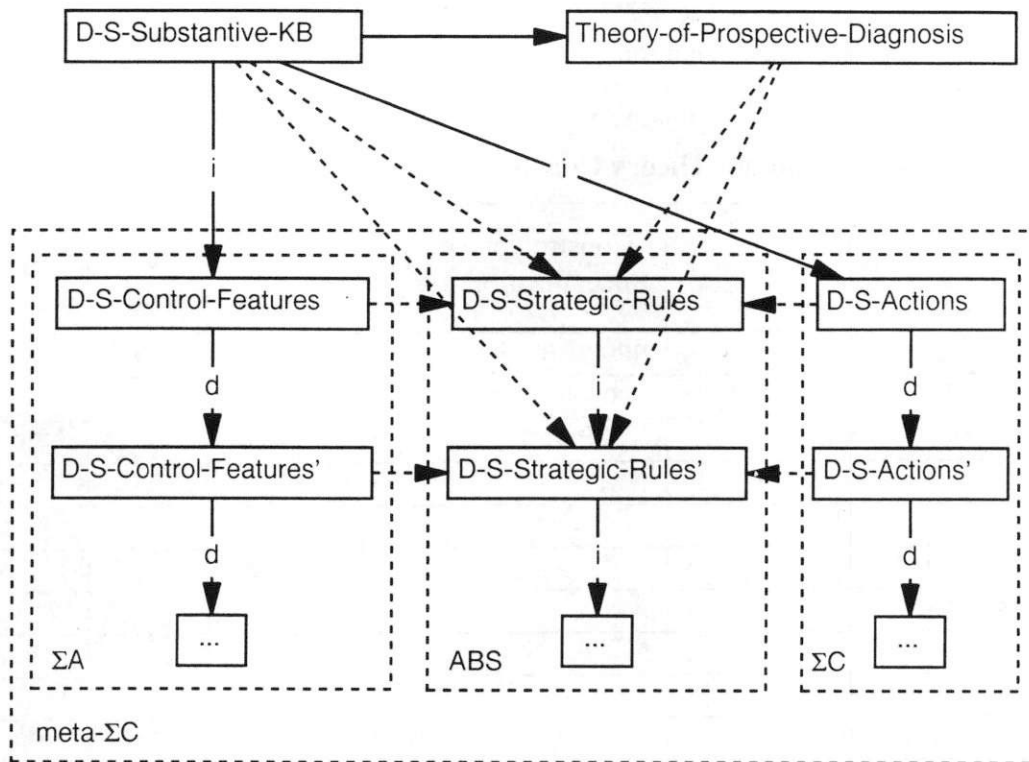 D-S-Substantive-KB
Theory-of-Prospective-Diagnosis
i
i
D-S-Control-Features
D-S-Strategic-Rules
D-S-Actions
d
i
d
D-S-Control-Features’
D-S-Strategic-Rules’
D-S-Actions’
d
i
d
...
...
...
ΣA
ABS
ΣC
meta-ΣC